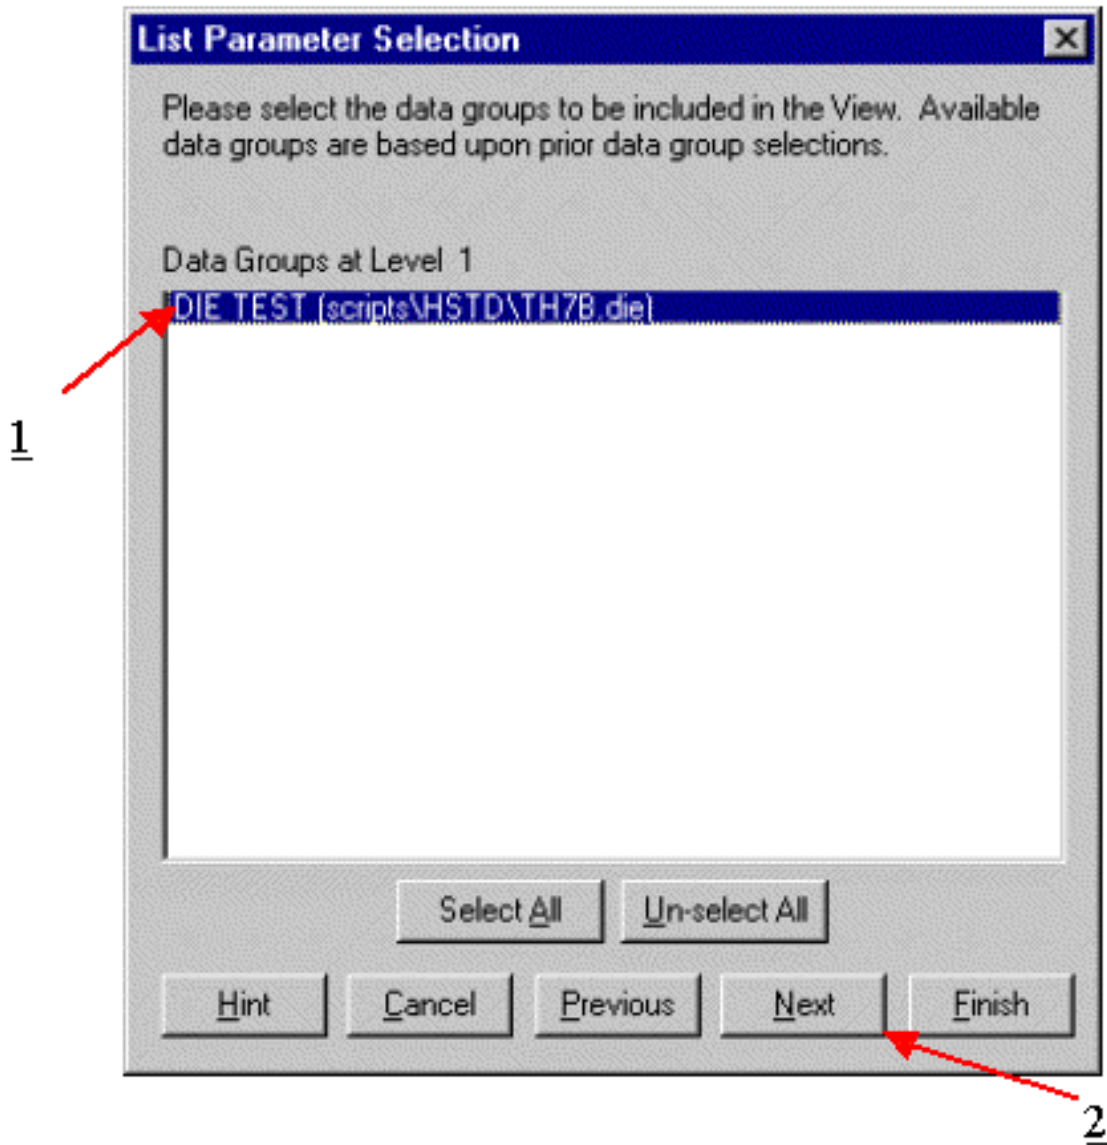 List Parameter Selection
Please select the data groups to be included in the View. Available
data groups are based upon prior data group selections.
Data Groups at Level 1
DIE TEST (scripts\HSTD\TH7B.die)
1
Select All
Un-select All
Hint
Cancel
Previous
Next
Finish
2